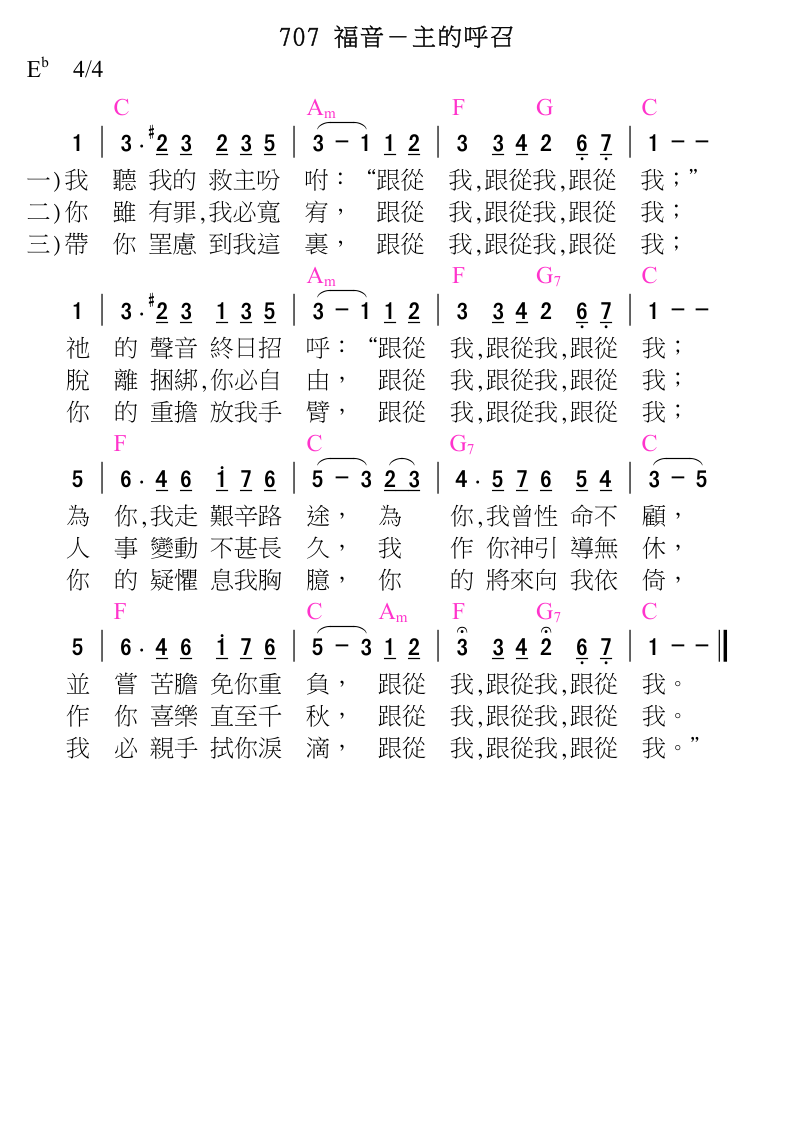 707 福音－主的呼召
E♭ 4/4
C Am F G C
1 | 3 . #2 3 2 3 5 | 3 − 1 1 2 | 3 3 4 2 6 7 | 1 − −
一)我 聽 我的 救主吩 咐：“跟從 我,跟從我,跟從 我；”
二)你 雖 有罪,我必寬 宥， 跟從 我,跟從我,跟從 我；
三)帶 你 罣慮 到我這 裏， 跟從 我,跟從我,跟從 我；
Am F G7 C
1 | 3 . #2 3 1 3 5 | 3 − 1 1 2 | 3 3 4 2 6 7 | 1 − −
祂 的 聲音 終日招 呼：“跟從 我,跟從我,跟從 我；
脫 離 捆綁,你必自 由， 跟從 我,跟從我,跟從 我；
你 的 重擔 放我手 臂， 跟從 我,跟從我,跟從 我；
F C G7 C
5 | 6 . 4 6 1 7 6 | 5 − 3 2 3 | 4 . 5 7 6 5 4 | 3 − 5
為 你,我走 艱辛路 途， 為 你,我曾性 命不 顧，
人 事 變動 不甚長 久， 我 作 你神引 導無 休，
你 的 疑懼 息我胸 臆， 你 的 將來向 我依 倚，
F C Am F G7 C
5 | 6 . 4 6 1 7 6 | 5 − 3 1 2 | 3 3 4 2 6 7 | 1 − − ||
並 嘗 苦膽 免你重 負， 跟從 我,跟從我,跟從 我。
作 你 喜樂 直至千 秋， 跟從 我,跟從我,跟從 我。
我 必 親手 拭你淚 滴， 跟從 我,跟從我,跟從 我。”